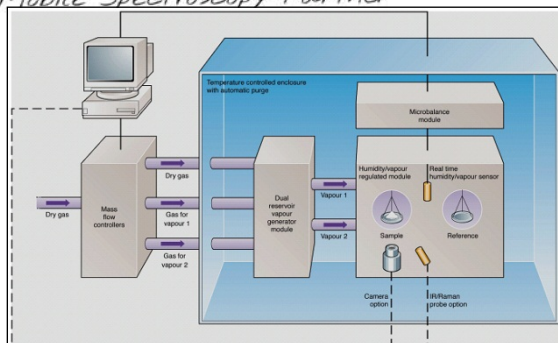 Mobile Spectroscopy Partner
Temperature controlled enclosure
with automatic purge
Microbalance
module
Dry gas
Mass
flow
controllers
Dry gas
Gas for
vapour 1
Gas for
vapour 2
Dual
reservoir
vapour
generator
module
Vapour 1
Vapour 2
Humidity/vapour
regulated module
Real time
humidity/vapour sensor
Sample
Reference
Camera
option
IR/Raman
probe option